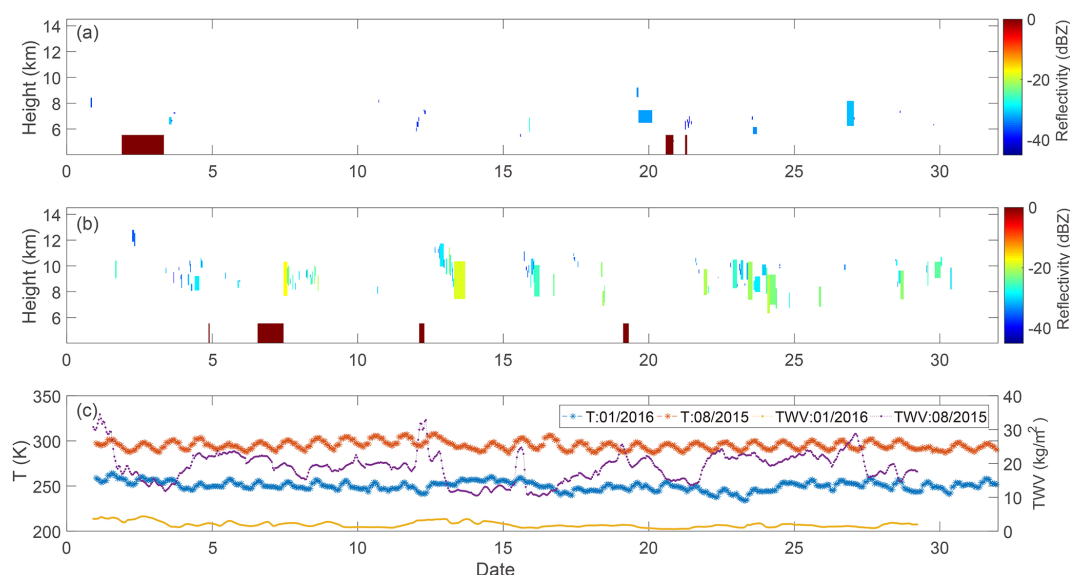 (a)
Height (km)
14
12
10
8
6
0 5 10 15 20 25 30
0
-20
-40
Reflectivity (dBZ)
(b)
Height (km)
14
12
10
8
6
4
0 5 10 15 20 25 30
0
-20
-40
Reflectivity (dBZ)
(c)
T (K)
350
300
250
200
T:01/2016 T:08/2015 TWV:01/2016 TWV:08/2015
40
30
20
10
0
TWV (kg/m²)
0 5 10 15 20 25 30
Date